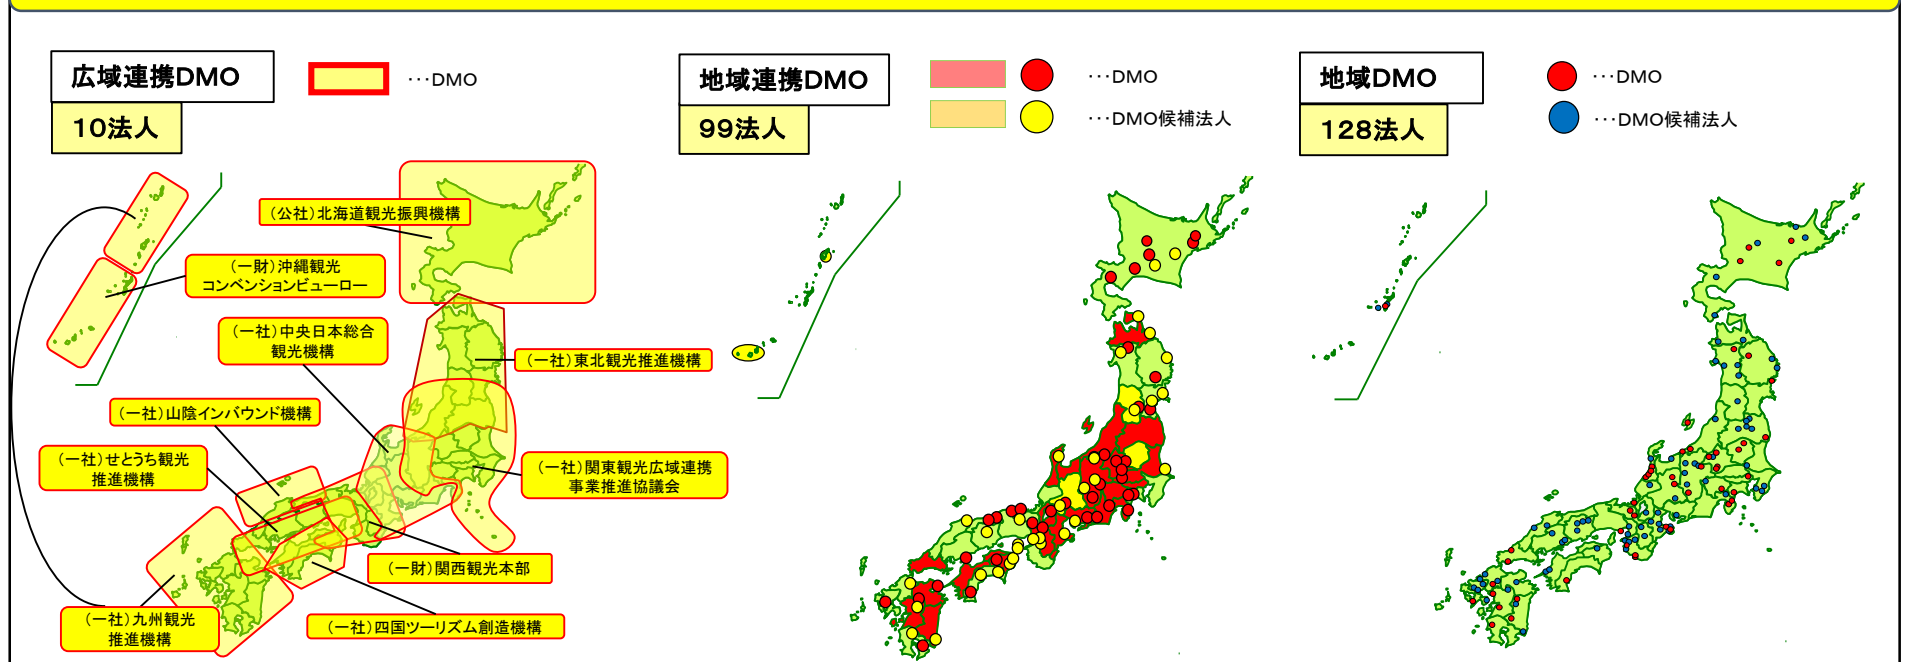 広域連携DMO
10法人
…DMO
(公社)北海道観光振興機構
(一財)沖縄観光
コンベンションビューロー
(一社)中央日本総合
観光機構
(一社)東北観光推進機構
(一社)山陰インバウンド機構
(一社)せとうち観光
推進機構
(一社)関東観光広域連携
事業推進協議会
(一財)関西観光本部
(一社)九州観光
推進機構
(一社)四国ツーリズム創造機構
地域連携DMO
99法人
…DMO
…DMO候補法人
地域DMO
128法人
…DMO
…DMO候補法人